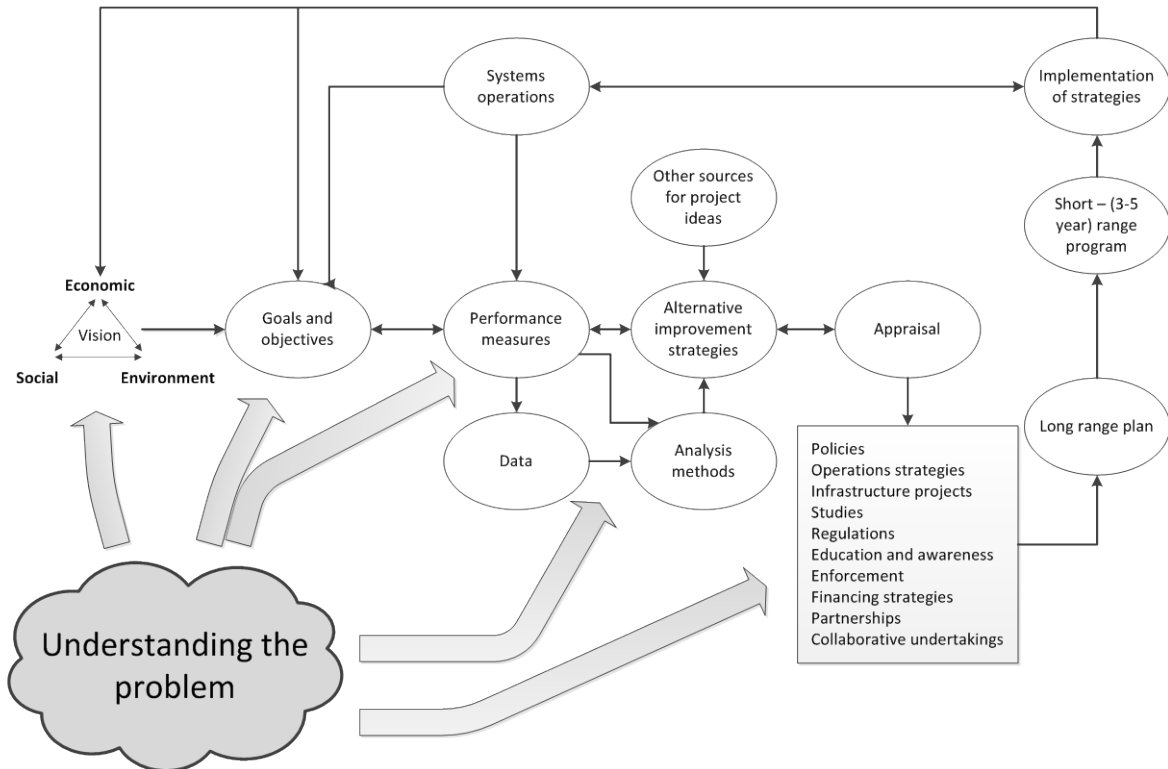 Systems
operations
Implementation
of strategies
Other sources
for project
ideas
Short – (3-5
year) range
program
Economic
Vision
Social
Environment
Goals and
objectives
Performance
measures
Alternative
improvement
strategies
Appraisal
Data
Analysis
methods
Long range plan
Policies
Operations strategies
Infrastructure projects
Studies
Regulations
Education and awareness
Enforcement
Financing strategies
Partnerships
Collaborative undertakings
Understanding the
problem